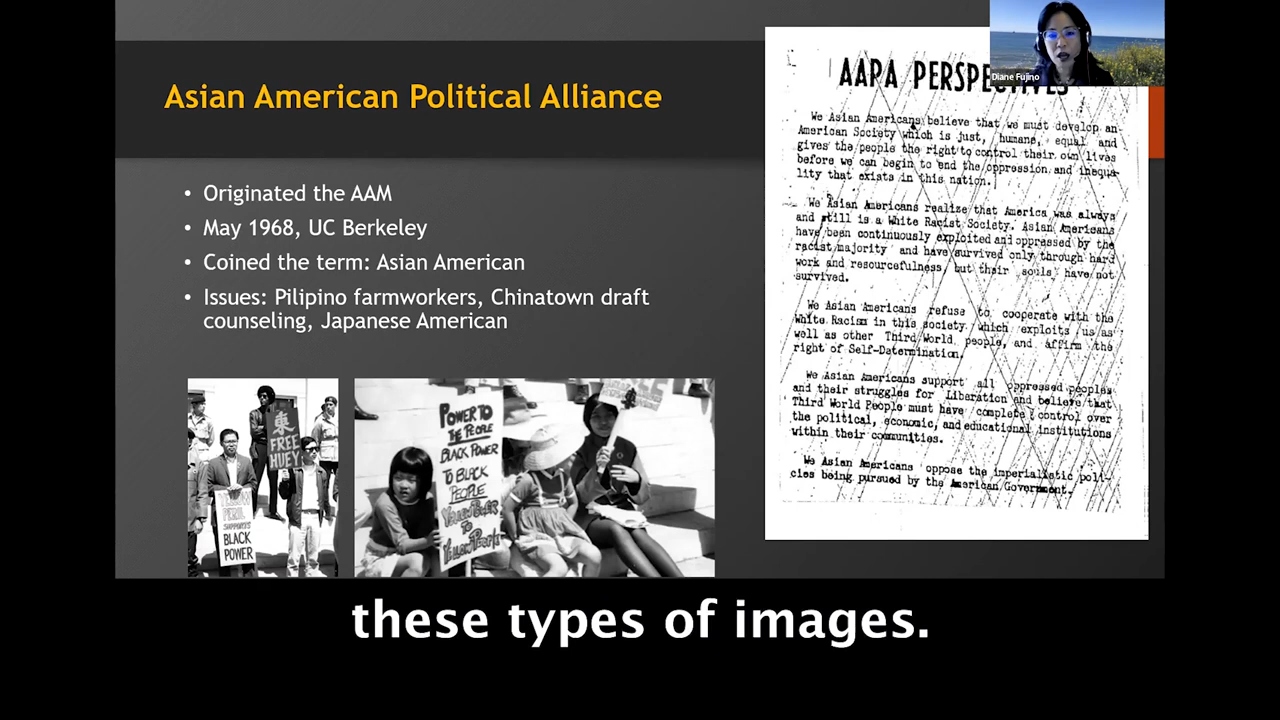 Asian American Political Alliance
• Originated the AAM
• May 1968, UC Berkeley
• Coined the term: Asian American
• Issues: Pilipino farmworkers, Chinatown draft
counseling, Japanese American
東
FREE
HUEY
PERIL
SUPPORTS
BLACK
POWER
POWER TO
THE PEOPLE
BLACK POWER
TO BLACK
PEOPLE
YELLOW POWER
TO
YELLOW PEOPLE
AAPA PERSPECTIVES
We Asian Americans believe that we must develop an
American Society which is just, humane, equal and
gives the people the right to control their own lives
before we can begin to end the oppression and inequa-
lity that exists in this nation.
We Asian Americans realize that America was always
and still is a White Racist Society. Asian Americans
have been continuously exploited and oppressed by the
racist majority and have survived only through hard
work and resourcefulness, but their souls have not
survived.
We Asian Americans refuse to cooperate with the
White Racism in this society which exploits us as
well as other Third World people, and affirm the
right of Self-Determination.
We Asian Americans support all oppressed peoples
and their struggles for Liberation and believe that
Third World People must have complete control over
the political, economic, and educational institutions
within their communities.
We Asian Americans oppose the imperialistic poli-
cies being pursued by the American Government.
Diane Fujino
these types of images.